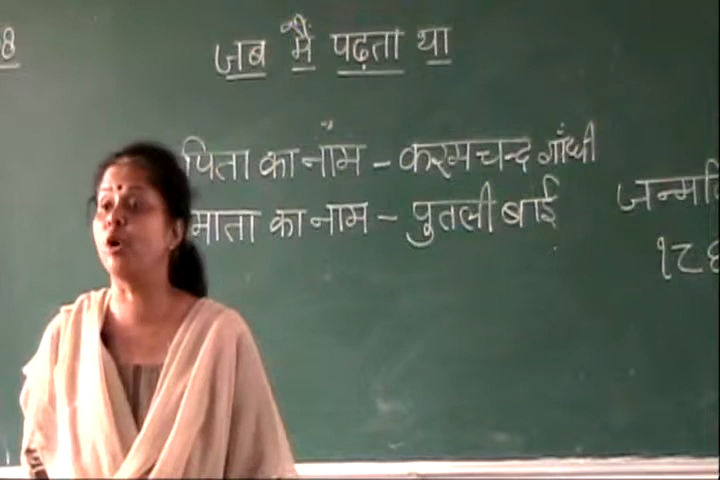 जब मैं पढ़ता था
पिता का नाम - करमचन्द गाँधी
माता का नाम - पुतली बाई